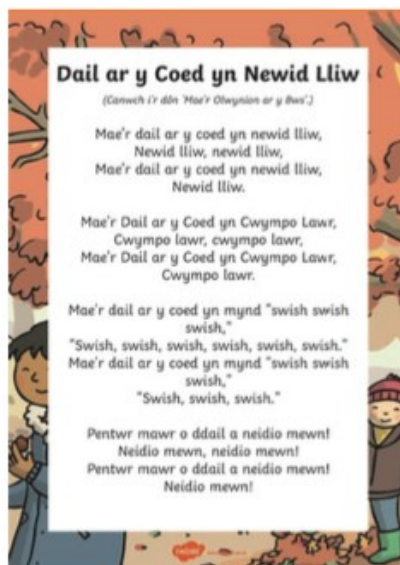 Dail ar y Coed yn Newid Lliw
(Canwch i'r dôn 'Mae'r Olwynion ar y Bws'.)
Mae'r dail ar y coed yn newid lliw,
Newid lliw, newid lliw,
Mae'r dail ar y coed yn newid lliw,
Newid lliw.
Mae'r Dail ar y Coed yn Cwympo Lawr,
Cwympo lawr, cwympo lawr,
Mae'r Dail ar y Coed yn Cwympo Lawr,
Cwympo lawr.
Mae'r dail ar y coed yn mynd "swish swish
swish,"
"Swish, swish, swish, swish, swish, swish."
Mae'r dail ar y coed yn mynd "swish swish
swish,"
"Swish, swish, swish."
Pentwr mawr o ddail a neidio mewn!
Neidio mewn, neidio mewn!
Pentwr mawr o ddail a neidio mewn!
Neidio mewn!